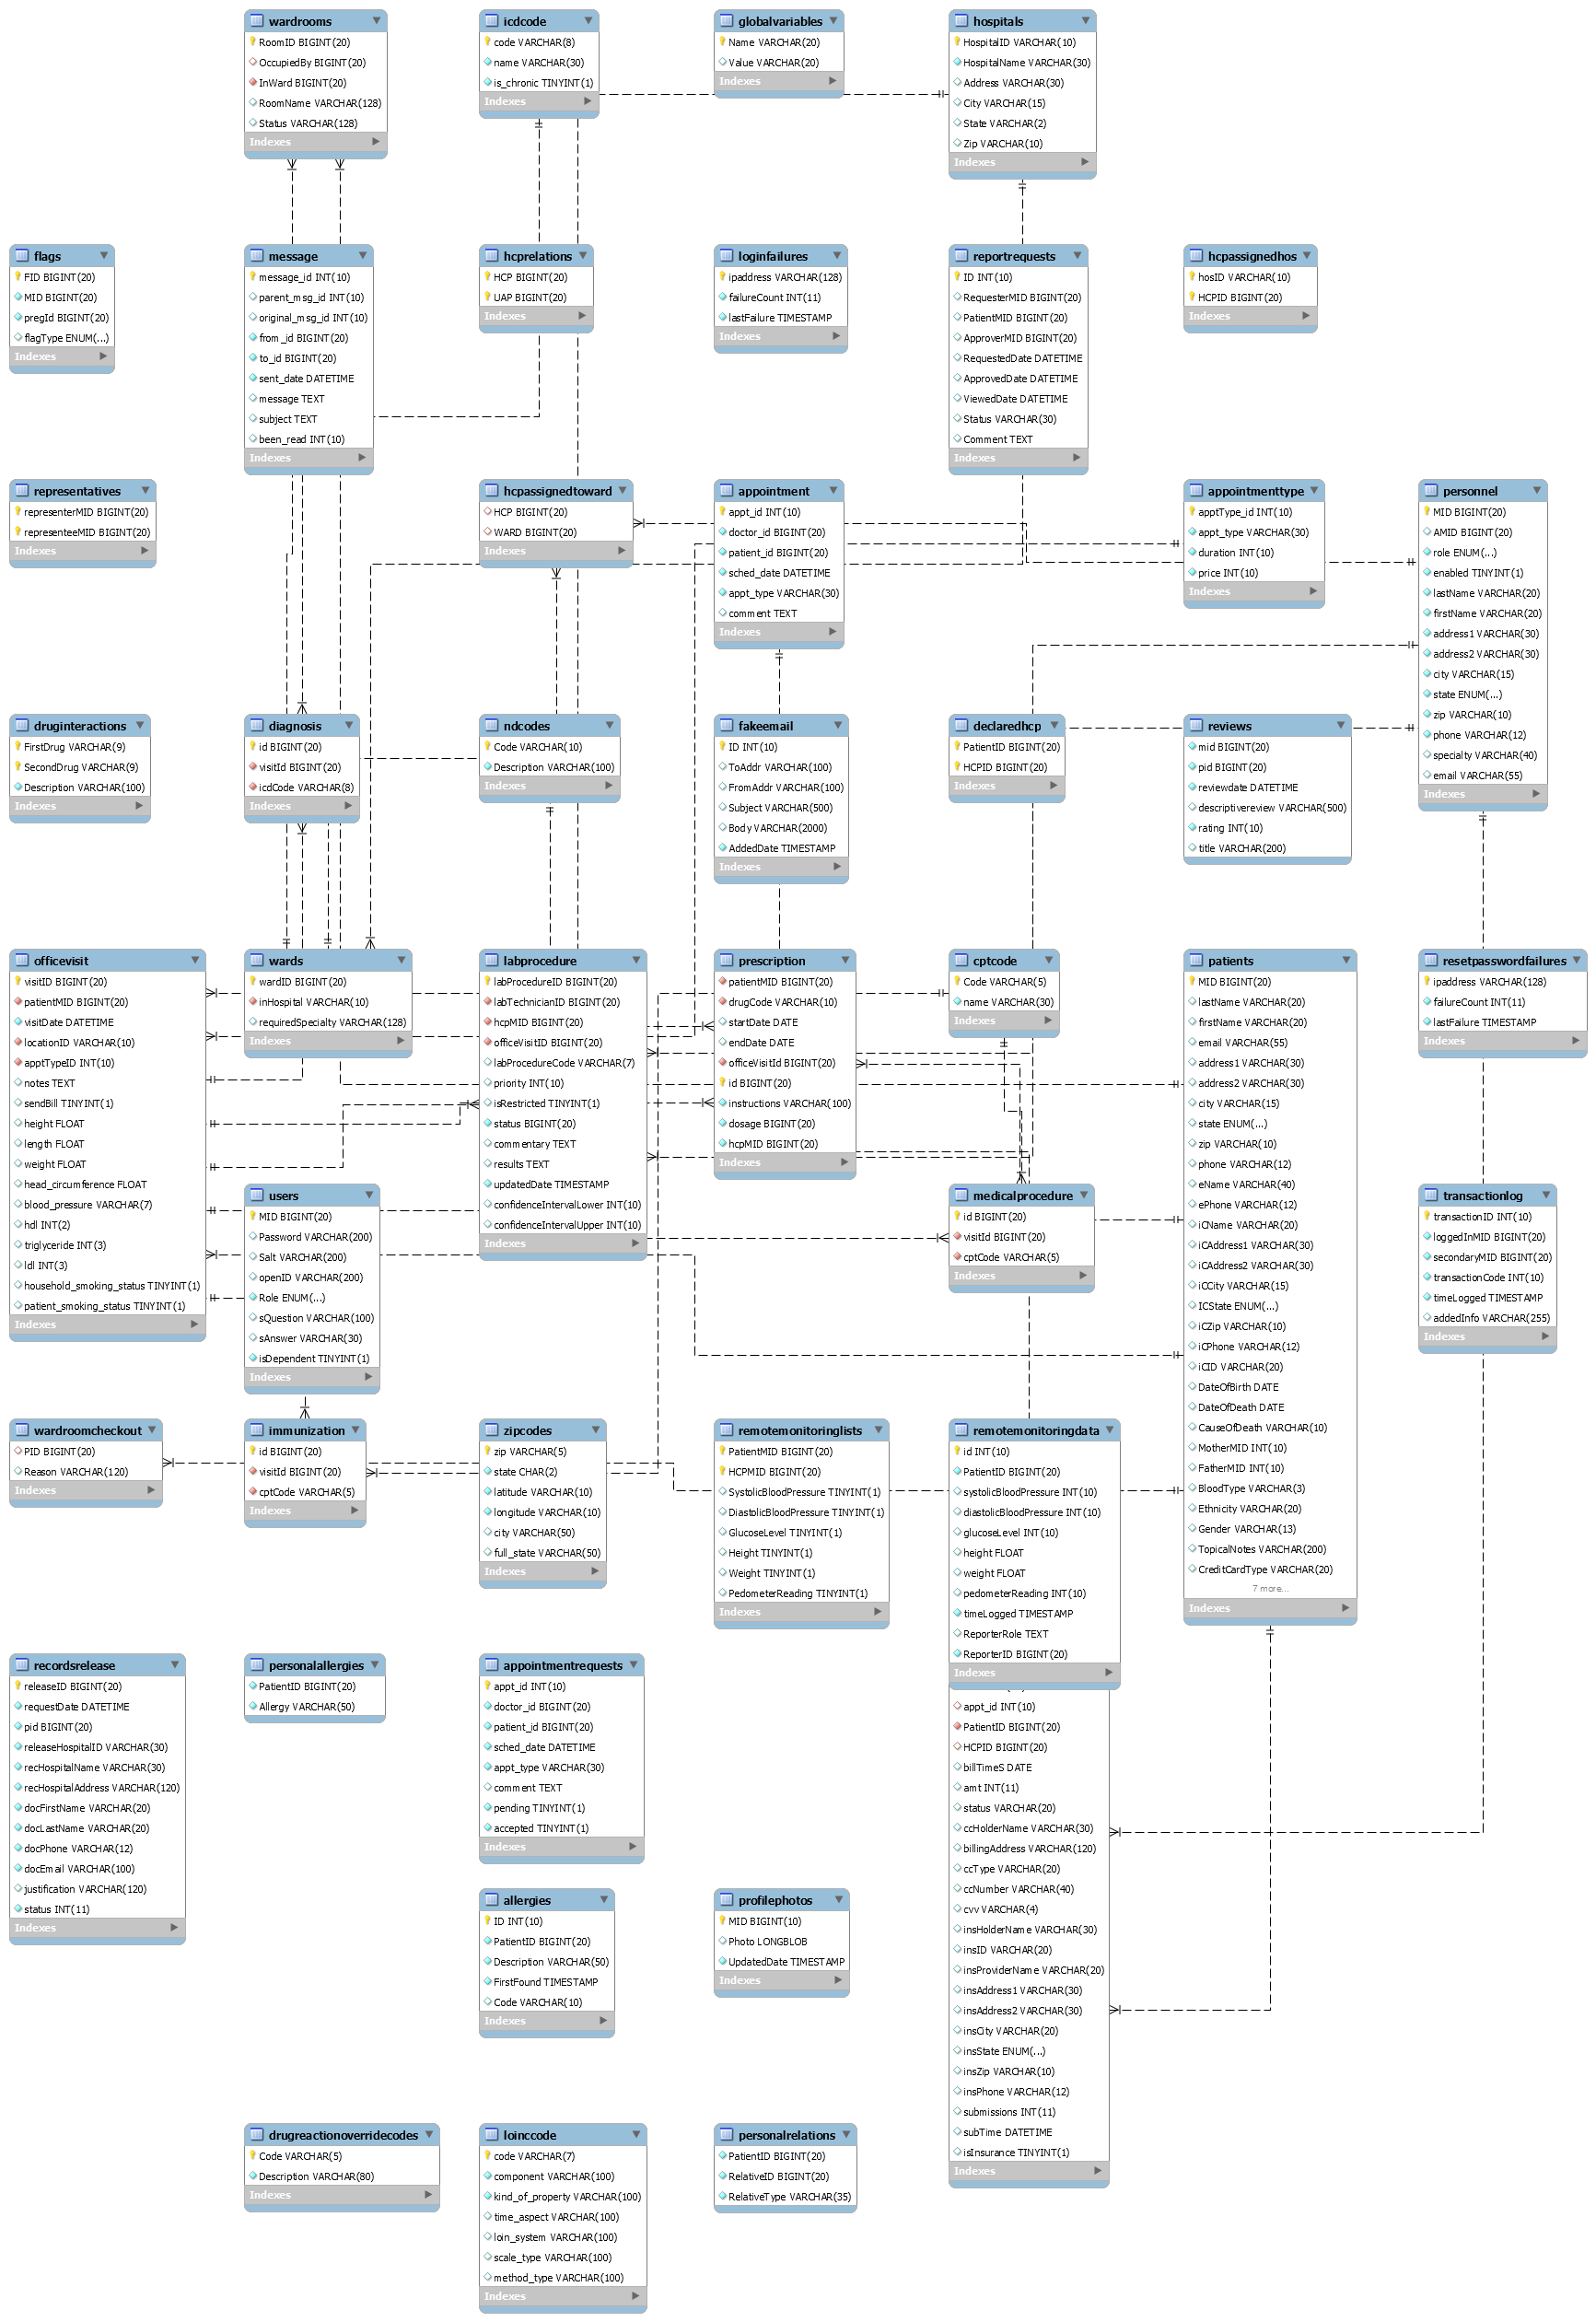 wardrooms
RoomID BIGINT(20)
OccupiedBy BIGINT(20)
InWard BIGINT(20)
RoomName VARCHAR(128)
Status VARCHAR(128)
Indexes
icdcode
code VARCHAR(8)
name VARCHAR(30)
is_chronic TINYINT(1)
Indexes
globalvariables
Name VARCHAR(20)
Value VARCHAR(20)
Indexes
hospitals
HospitalID VARCHAR(10)
HospitalName VARCHAR(30)
Address VARCHAR(30)
City VARCHAR(15)
State VARCHAR(2)
Zip VARCHAR(10)
Indexes
flags
FID BIGINT(20)
MID BIGINT(20)
pregId BIGINT(20)
flagType ENUM(...)
Indexes
message
message_id INT(10)
parent_msg_id INT(10)
original_msg_id INT(10)
from_id BIGINT(20)
to_id BIGINT(20)
sent_date DATETIME
message TEXT
subject TEXT
been_read INT(10)
Indexes
hcprelations
HCP BIGINT(20)
UAP BIGINT(20)
Indexes
loginfailures
ipaddress VARCHAR(128)
failureCount INT(11)
lastFailure TIMESTAMP
Indexes
reportrequests
ID INT(10)
RequesterMID BIGINT(20)
PatientMID BIGINT(20)
ApproverMID BIGINT(20)
RequestedDate DATETIME
ApprovedDate DATETIME
ViewedDate DATETIME
Status VARCHAR(30)
Comment TEXT
Indexes
hcpassignedhos
hosID VARCHAR(10)
HCPID BIGINT(20)
Indexes
representatives
representerMID BIGINT(20)
representeeMID BIGINT(20)
Indexes
hcpassignedtoward
HCP BIGINT(20)
WARD BIGINT(20)
Indexes
appointment
appt_id INT(10)
doctor_id BIGINT(20)
patient_id BIGINT(20)
sched_date DATETIME
appt_type VARCHAR(30)
comment TEXT
Indexes
appointmenttype
apptType_id INT(10)
appt_type VARCHAR(30)
duration INT(10)
price INT(10)
Indexes
personnel
MID BIGINT(20)
AMID BIGINT(20)
role ENUM(...)
enabled TINYINT(1)
lastName VARCHAR(20)
firstName VARCHAR(20)
address1 VARCHAR(30)
address2 VARCHAR(30)
city VARCHAR(15)
state ENUM(...)
zip VARCHAR(10)
phone VARCHAR(12)
specialty VARCHAR(40)
email VARCHAR(55)
Indexes
druginteractions
FirstDrug VARCHAR(9)
SecondDrug VARCHAR(9)
Description VARCHAR(100)
Indexes
diagnosis
id BIGINT(20)
visitId BIGINT(20)
icdCode VARCHAR(8)
Indexes
ndcodes
Code VARCHAR(10)
Description VARCHAR(100)
Indexes
fakeemail
ID INT(10)
ToAddr VARCHAR(100)
FromAddr VARCHAR(100)
Subject VARCHAR(500)
Body VARCHAR(2000)
AddedDate TIMESTAMP
Indexes
declaredhcp
PatientID BIGINT(20)
HCPID BIGINT(20)
Indexes
reviews
mid BIGINT(20)
pid BIGINT(20)
reviewdate DATETIME
descriptivereview VARCHAR(500)
rating INT(10)
title VARCHAR(200)
officevisit
visitID BIGINT(20)
patientMID BIGINT(20)
visitDate DATETIME
locationID VARCHAR(10)
apptTypeID INT(10)
notes TEXT
sendBill TINYINT(1)
height FLOAT
length FLOAT
weight FLOAT
head_circumference FLOAT
blood_pressure VARCHAR(7)
hdl INT(2)
triglyceride INT(3)
ldl INT(3)
household_smoking_status TINYINT(1)
patient_smoking_status TINYINT(1)
Indexes
wards
wardID BIGINT(20)
inHospital VARCHAR(10)
requiredSpecialty VARCHAR(128)
Indexes
labprocedure
labProcedureID BIGINT(20)
labTechnicianID BIGINT(20)
hcpMID BIGINT(20)
officeVisitID BIGINT(20)
labProcedureCode VARCHAR(7)
priority INT(10)
isRestricted TINYINT(1)
status BIGINT(20)
commentary TEXT
results TEXT
updatedDate TIMESTAMP
confidenceIntervalLower INT(10)
confidenceIntervalUpper INT(10)
Indexes
prescription
patientMID BIGINT(20)
drugCode VARCHAR(10)
startDate DATE
endDate DATE
officeVisitId BIGINT(20)
id BIGINT(20)
instructions VARCHAR(100)
dosage BIGINT(20)
hcpMID BIGINT(20)
Indexes
cptcode
Code VARCHAR(5)
name VARCHAR(30)
Indexes
patients
MID BIGINT(20)
lastName VARCHAR(20)
firstName VARCHAR(20)
email VARCHAR(55)
address1 VARCHAR(30)
address2 VARCHAR(30)
city VARCHAR(15)
state ENUM(...)
zip VARCHAR(10)
phone VARCHAR(12)
eName VARCHAR(40)
ePhone VARCHAR(12)
iCName VARCHAR(20)
iCAddress1 VARCHAR(30)
iCAddress2 VARCHAR(30)
iCCity VARCHAR(15)
ICState ENUM(...)
iCZip VARCHAR(10)
iCPhone VARCHAR(12)
iCID VARCHAR(20)
DateOfBirth DATE
DateOfDeath DATE
CauseOfDeath VARCHAR(10)
MotherMID INT(10)
FatherMID INT(10)
BloodType VARCHAR(3)
Ethnicity VARCHAR(20)
Gender VARCHAR(13)
TopicalNotes VARCHAR(200)
CreditCardType VARCHAR(20)
7 more...
Indexes
resetpasswordfailures
ipaddress VARCHAR(128)
failureCount INT(11)
lastFailure TIMESTAMP
Indexes
users
MID BIGINT(20)
Password VARCHAR(200)
Salt VARCHAR(200)
openID VARCHAR(200)
Role ENUM(...)
sQuestion VARCHAR(100)
sAnswer VARCHAR(30)
isDependent TINYINT(1)
Indexes
medicalprocedure
id BIGINT(20)
visitId BIGINT(20)
cptCode VARCHAR(5)
Indexes
transactionlog
transactionID INT(10)
loggedInMID BIGINT(20)
secondaryMID BIGINT(20)
transactionCode INT(10)
timeLogged TIMESTAMP
addedInfo VARCHAR(255)
Indexes
wardroomcheckout
PID BIGINT(20)
Reason VARCHAR(120)
Indexes
immunization
id BIGINT(20)
visitId BIGINT(20)
cptCode VARCHAR(5)
Indexes
zipcodes
zip VARCHAR(5)
state CHAR(2)
latitude VARCHAR(10)
longitude VARCHAR(10)
city VARCHAR(50)
full_state VARCHAR(50)
Indexes
remotemonitoringlists
PatientMID BIGINT(20)
HCPMID BIGINT(20)
SystolicBloodPressure TINYINT(1)
DiastolicBloodPressure TINYINT(1)
GlucoseLevel TINYINT(1)
Height TINYINT(1)
Weight TINYINT(1)
PedometerReading TINYINT(1)
Indexes
remotemonitoringdata
id INT(10)
PatientID BIGINT(20)
systolicBloodPressure INT(10)
diastolicBloodPressure INT(10)
glucoseLevel INT(10)
height FLOAT
weight FLOAT
pedometerReading INT(10)
timeLogged TIMESTAMP
ReporterRole TEXT
ReporterID BIGINT(20)
Indexes
appt_id INT(10)
PatientID BIGINT(20)
HCPID BIGINT(20)
billTimeS DATE
amt INT(11)
status VARCHAR(20)
ccHolderName VARCHAR(30)
billingAddress VARCHAR(120)
ccType VARCHAR(20)
ccNumber VARCHAR(40)
cvv VARCHAR(4)
insHolderName VARCHAR(30)
insID VARCHAR(20)
insProviderName VARCHAR(20)
insAddress1 VARCHAR(30)
insAddress2 VARCHAR(30)
insCity VARCHAR(20)
insState ENUM(...)
insZip VARCHAR(10)
insPhone VARCHAR(12)
submissions INT(11)
subTime DATETIME
isInsurance TINYINT(1)
Indexes
recordsrelease
releaseID BIGINT(20)
requestDate DATETIME
pid BIGINT(20)
releaseHospitalID VARCHAR(30)
recHospitalName VARCHAR(30)
recHospitalAddress VARCHAR(120)
docFirstName VARCHAR(20)
docLastName VARCHAR(20)
docPhone VARCHAR(12)
docEmail VARCHAR(100)
justification VARCHAR(120)
status INT(11)
Indexes
personalallergies
PatientID BIGINT(20)
Allergy VARCHAR(50)
appointmentrequests
appt_id INT(10)
doctor_id BIGINT(20)
patient_id BIGINT(20)
sched_date DATETIME
appt_type VARCHAR(30)
comment TEXT
pending TINYINT(1)
accepted TINYINT(1)
Indexes
allergies
ID INT(10)
PatientID BIGINT(20)
Description VARCHAR(50)
FirstFound TIMESTAMP
Code VARCHAR(10)
Indexes
profilephotos
MID BIGINT(10)
Photo LONGBLOB
UpdatedDate TIMESTAMP
Indexes
drugreactionoverridecodes
Code VARCHAR(5)
Description VARCHAR(80)
Indexes
loinccode
code VARCHAR(7)
component VARCHAR(100)
kind_of_property VARCHAR(100)
time_aspect VARCHAR(100)
loin_system VARCHAR(100)
scale_type VARCHAR(100)
method_type VARCHAR(100)
Indexes
personalrelations
PatientID BIGINT(20)
RelativeID BIGINT(20)
RelativeType VARCHAR(35)